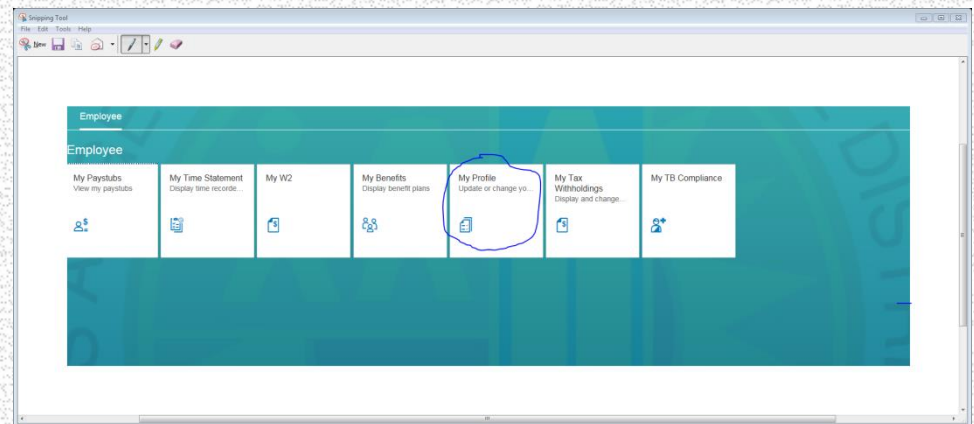 Snipping Tool
File Edit Tools Help
New
Employee
Employee
My Paystubs
View my paystubs
My Time Statement
Display time recorde...
My W2
My Benefits
Display benefit plans
My Profile
Update or change yo...
My Tax
Withholdings
Display and change...
My TB Compliance
DISTRI